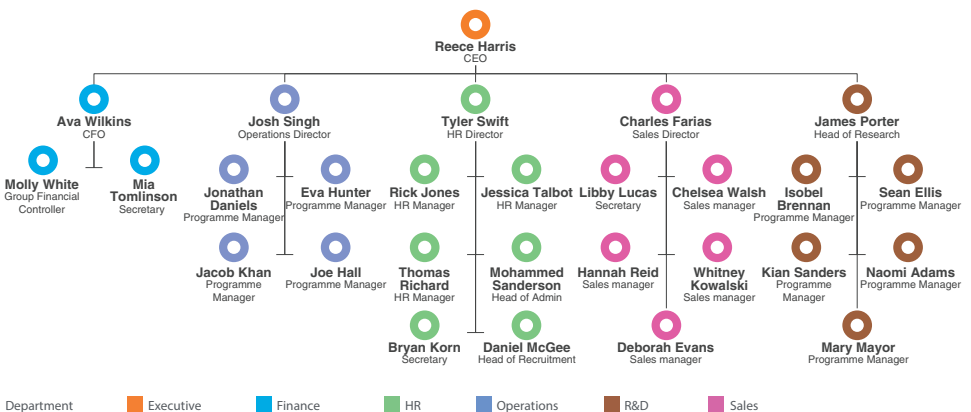 Reece Harris
CEO
Ava Wilkins
CFO
Josh Singh
Operations Director
Tyler Swift
HR Director
Charles Farias
Sales Director
James Porter
Head of Research
Molly White
Group Financial
Controller
Mia
Tomlinson
Secretary
Jonathan
Daniels
Programme Manager
Eva Hunter
Programme Manager
Rick Jones
HR Manager
Jessica Talbot
HR Manager
Libby Lucas
Secretary
Chelsea Walsh
Sales manager
Isobel
Brennan
Programme Manager
Sean Ellis
Programme Manager
Jacob Khan
Programme
Manager
Joe Hall
Programme Manager
Thomas
Richard
HR Manager
Mohammed
Sanderson
Head of Admin
Hannah Reid
Sales manager
Whitney
Kowalski
Sales manager
Kian Sanders
Programme
Manager
Naomi Adams
Programme Manager
Bryan Korn
Secretary
Daniel McGee
Head of Recruitment
Deborah Evans
Sales manager
Mary Mayor
Programme Manager
Department Executive Finance HR Operations R&D Sales